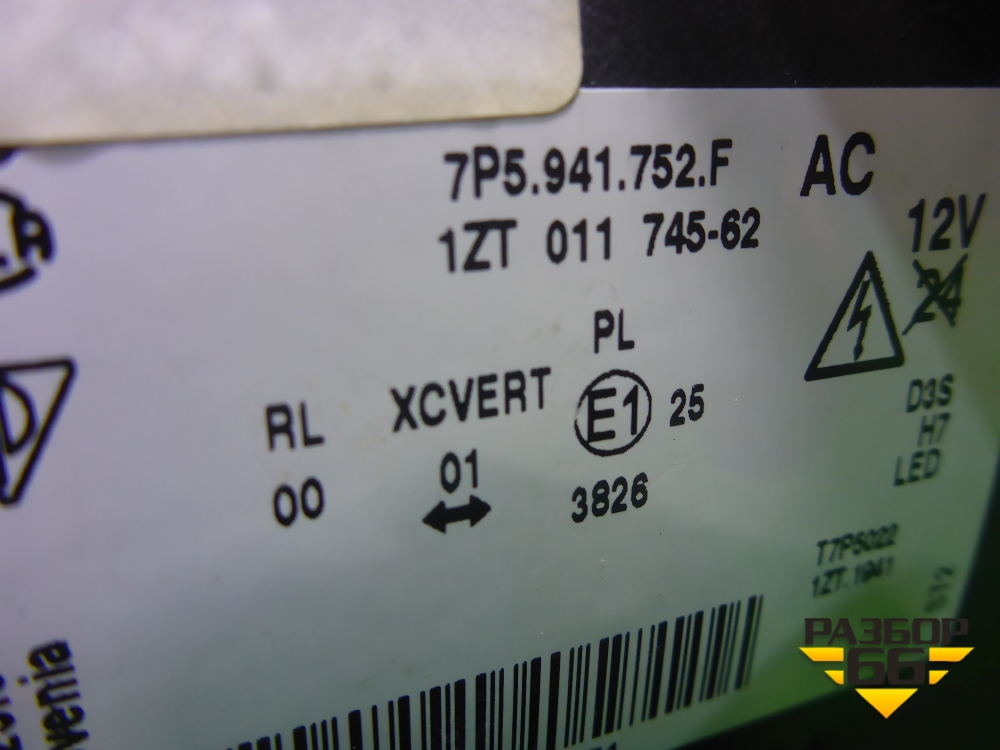 7P5.941.752.F AC
1ZT 011 745-62
12V
24
PL
RL XCVERT E1 25
00 01 3826
D3S
H7
LED
T7P5022
1ZT.1941
РАЗБОР
66